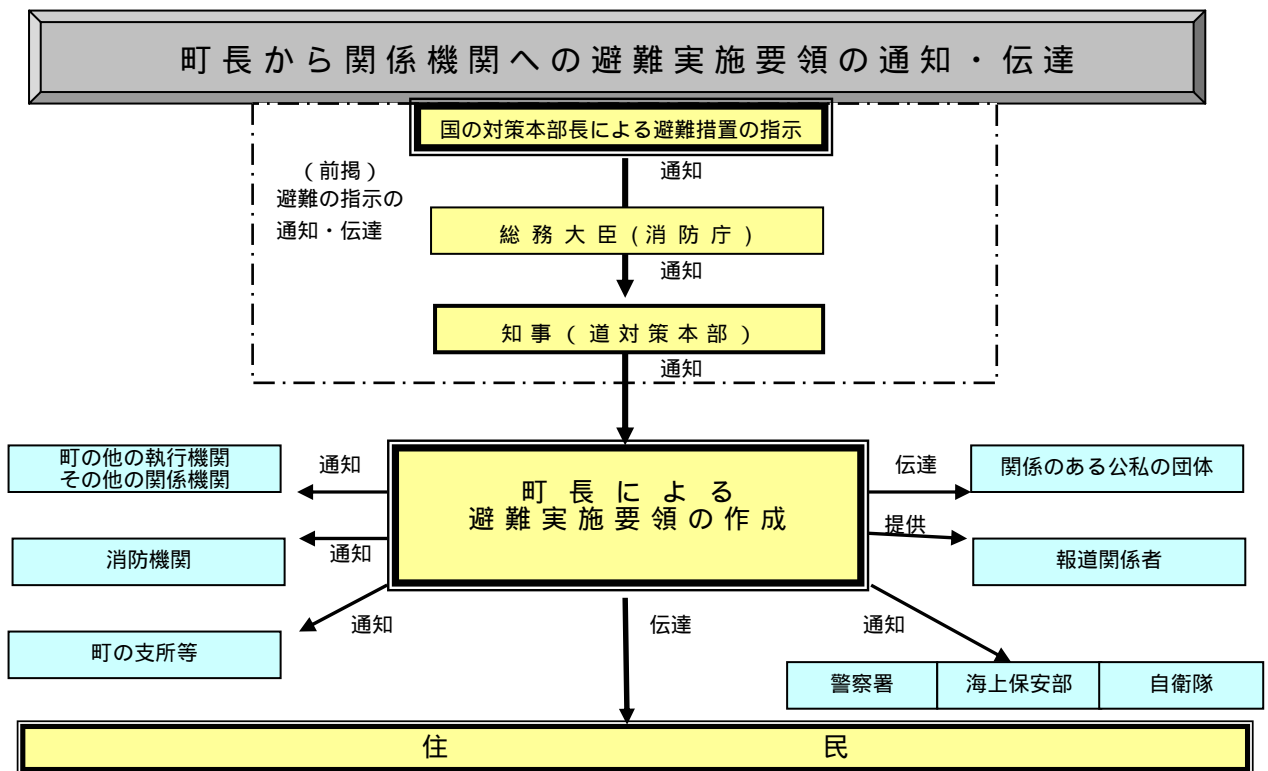 町長から関係機関への避難実施要領の通知・伝達
国の対策本部長による避難措置の指示
(前掲)
避難の指示の
通知・伝達
通知
総務大臣(消防庁)
通知
知事(道対策本部)
通知
町の他の執行機関
その他の関係機関
通知
町長による
避難実施要領の作成
伝達
関係のある公私の団体
提供
報道関係者
消防機関
通知
通知
町の支所等
伝達
通知
警察署
海上保安部
自衛隊
住民